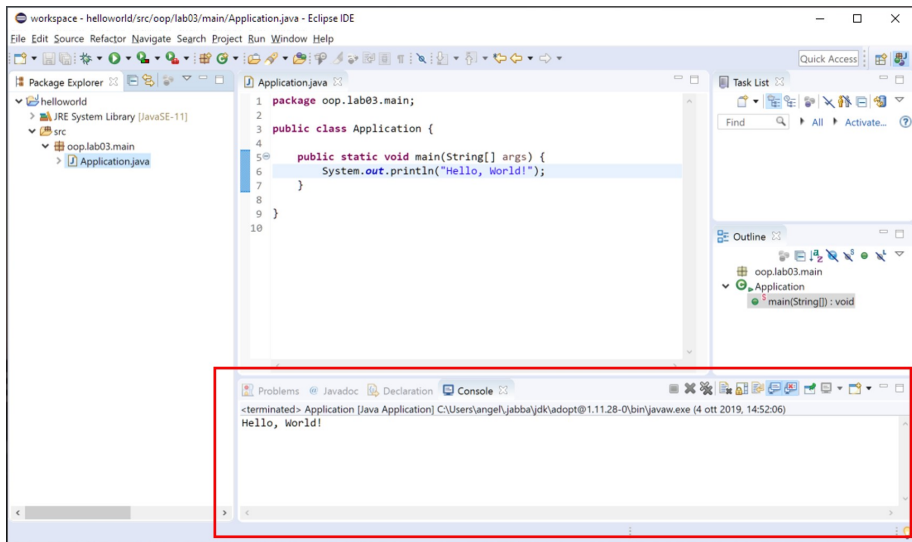 workspace - helloworld/src/oop/lab03/main/Application.java - Eclipse IDE
File Edit Source Refactor Navigate Search Project Run Window Help
Quick Access
Package Explorer
helloworld
JRE System Library [JavaSE-11]
src
oop.lab03.main
Application.java
Application.java
1 package oop.lab03.main;
2
3 public class Application {
4
5 public static void main(String[] args) {
6 System.out.println("Hello, World!");
7 }
8
9 }
10
Task List
Find All Activate...
Outline
oop.lab03.main
Application
main(String[]) : void
Problems Javadoc Declaration Console
<terminated> Application [Java Application] C:\Users\angel\.jabba\jdk\adopt@1.11.28-0\bin\javaw.exe (4 ott 2019, 14:52:06)
Hello, World!